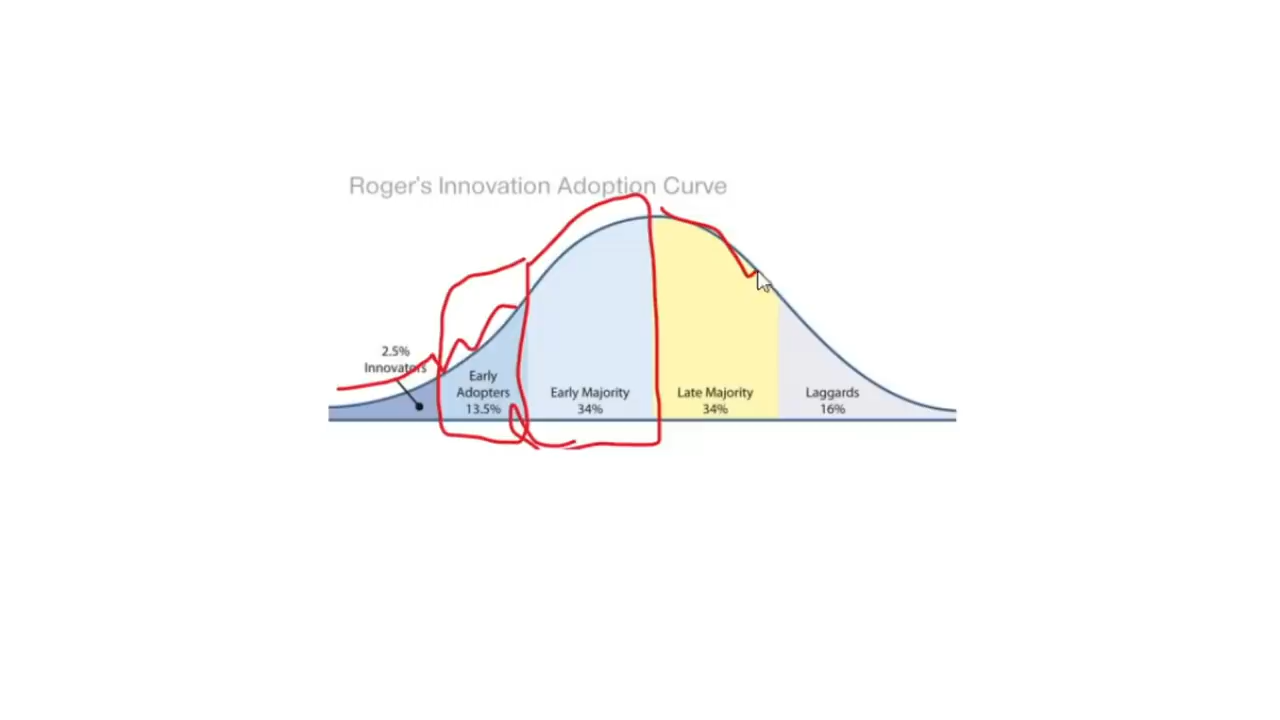 Roger's Innovation Adoption Curve
2.5%
Innovators
Early
Adopters
13.5%
Early Majority
34%
Late Majority
34%
Laggards
16%